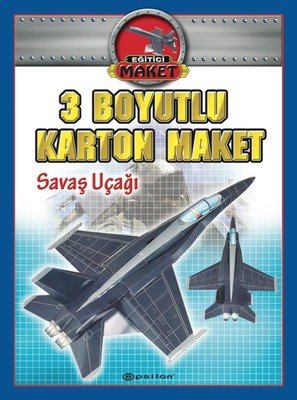 EĞİTİCİ
MAKET
3 BOYUTLU
KARTON MAKET
Savaş Uçağı
epsilon